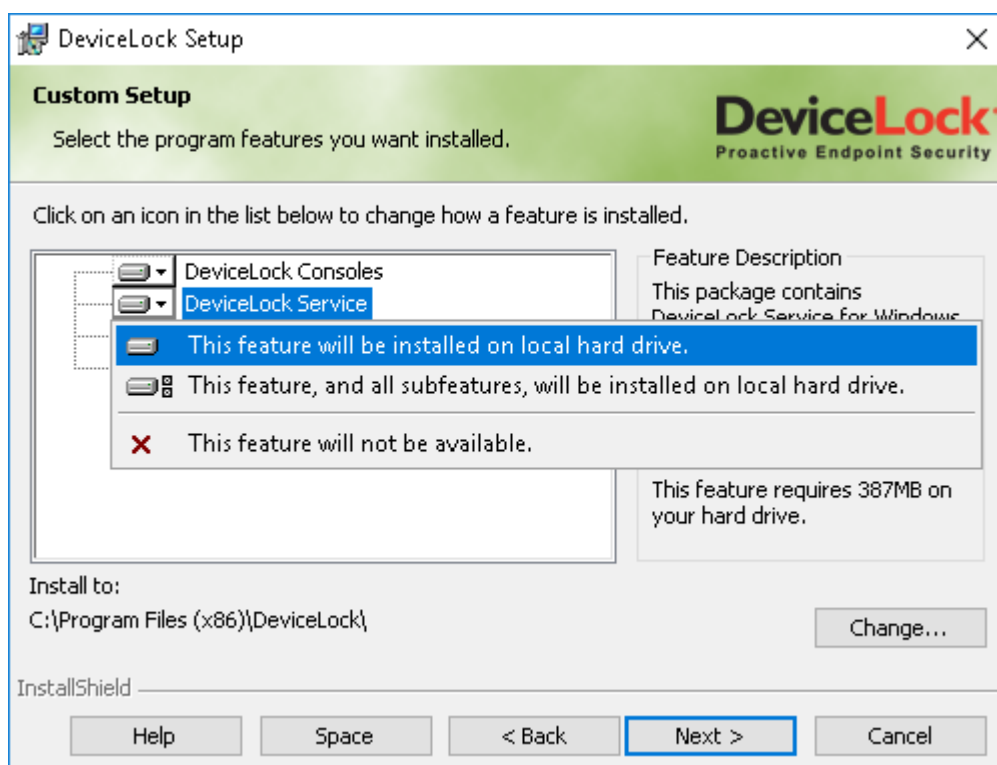 DeviceLock Setup
Custom Setup
Select the program features you want installed.
DeviceLock
Proactive Endpoint Security
Click on an icon in the list below to change how a feature is installed.
DeviceLock Consoles
DeviceLock Service
Feature Description
This package contains
DeviceLock Service for Windows
This feature will be installed on local hard drive.
This feature, and all subfeatures, will be installed on local hard drive.
This feature will not be available.
This feature requires 387MB on
your hard drive.
Install to:
C:\Program Files (x86)\DeviceLock\
Change...
InstallShield
Help
Space
< Back
Next >
Cancel